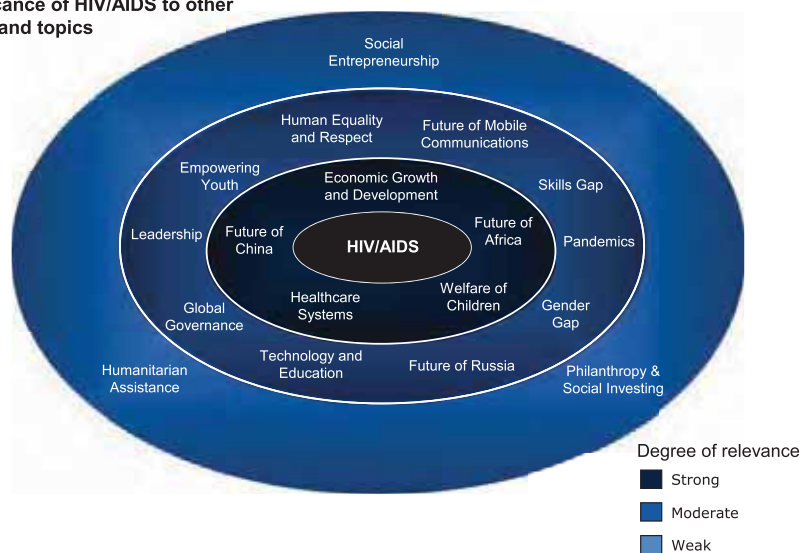 cance of HIV/AIDS to other
and topics
Social
Entrepreneurship
Human Equality
and Respect
Future of Mobile
Communications
Empowering
Youth
Economic Growth
and Development
Skills Gap
Leadership
Future of
China
HIV/AIDS
Future of
Africa
Pandemics
Healthcare
Systems
Welfare of
Children
Global
Governance
Gender
Gap
Technology and
Education
Future of Russia
Humanitarian
Assistance
Philanthropy &
Social Investing
Degree of relevance
Strong
Moderate
Weak